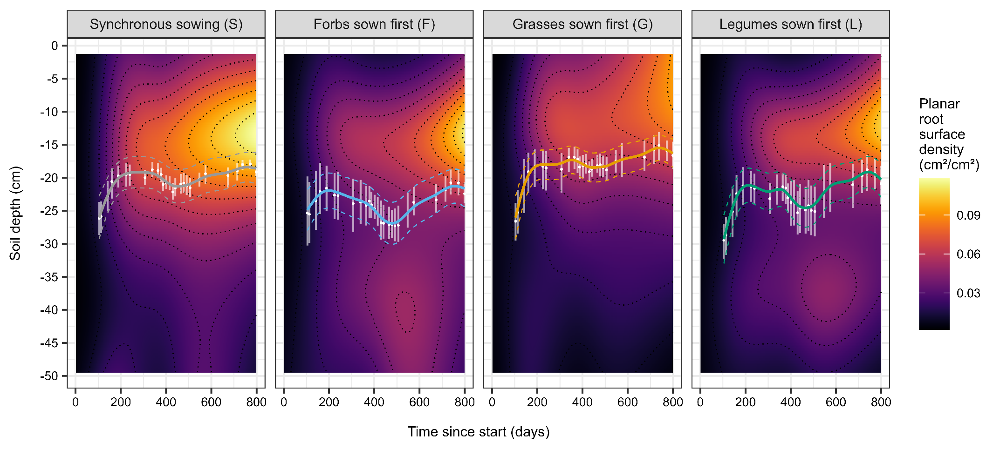 Synchronous sowing (S)
Forbs sown first (F)
Grasses sown first (G)
Legumes sown first (L)
0
-5
-10
-15
-20
-25
-30
-35
-40
-45
-50
Soil depth (cm)
0 200 400 600 800
0 200 400 600 800
0 200 400 600 800
0 200 400 600 800
Time since start (days)
Planar
root
surface
density
(cm²/cm²)
0.09
0.06
0.03